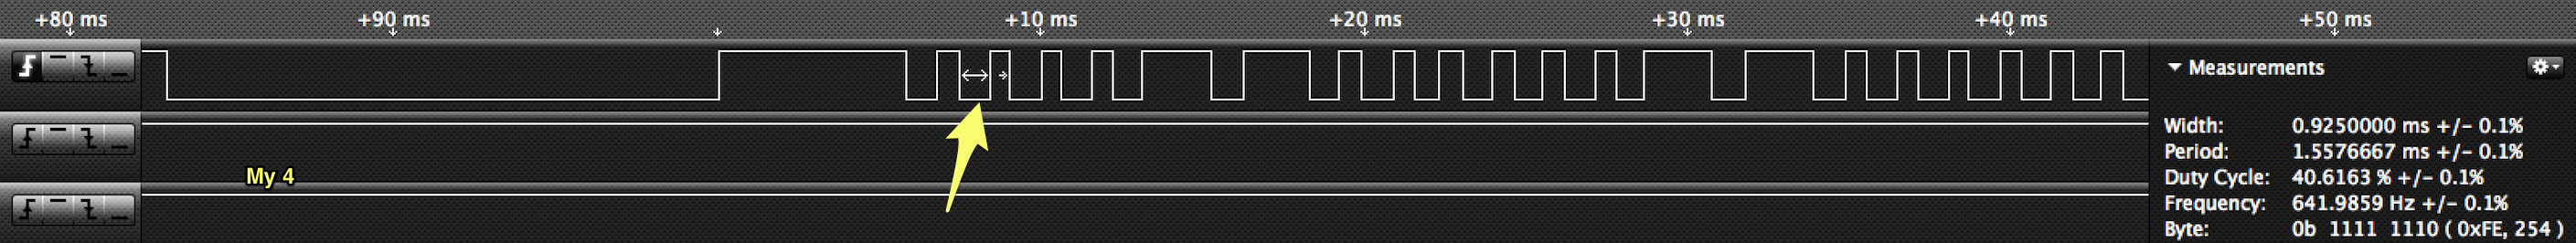 +80 ms +90 ms +10 ms +20 ms +30 ms +40 ms +50 ms
Measurements
Width: 0.9250000 ms +/- 0.1%
Period: 1.5576667 ms +/- 0.1%
Duty Cycle: 40.6163 % +/- 0.1%
Frequency: 641.9859 Hz +/- 0.1%
Byte: 0b 1111 1110 ( 0xFE, 254 )
My 4